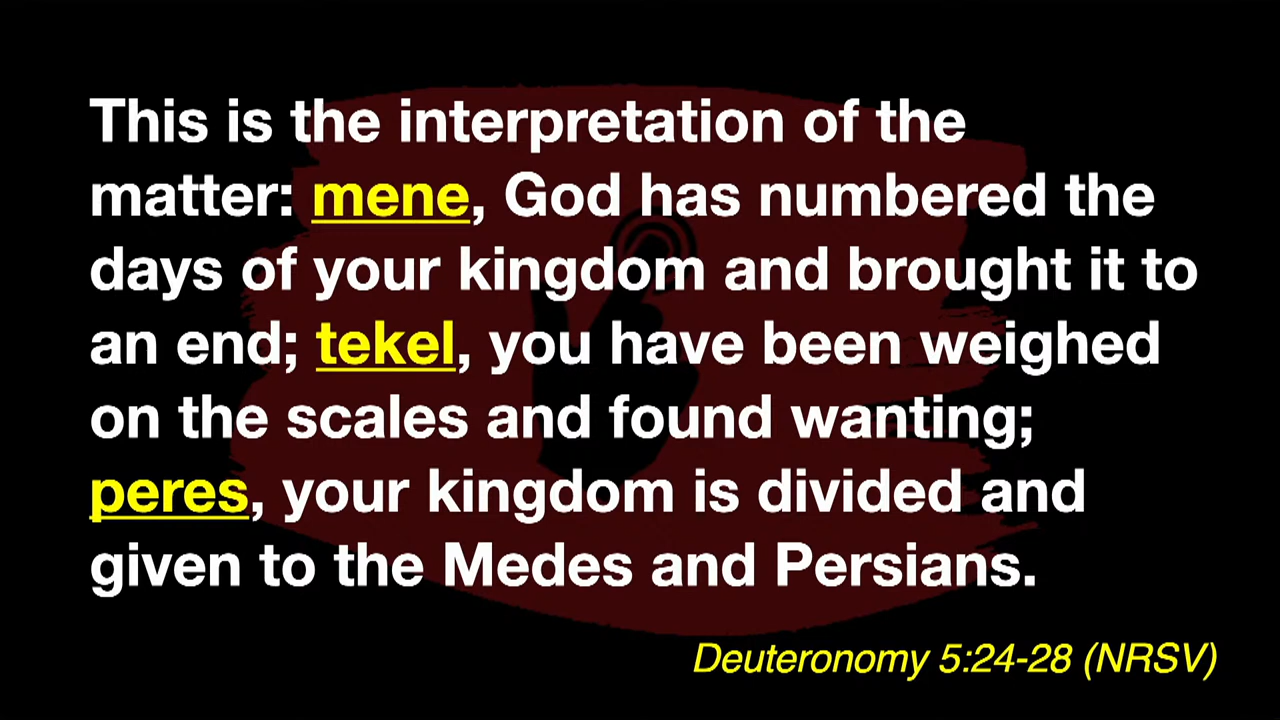 This is the interpretation of the
matter: mene, God has numbered the
days of your kingdom and brought it to
an end; tekel, you have been weighed
on the scales and found wanting;
peres, your kingdom is divided and
given to the Medes and Persians.
Deuteronomy 5:24-28 (NRSV)